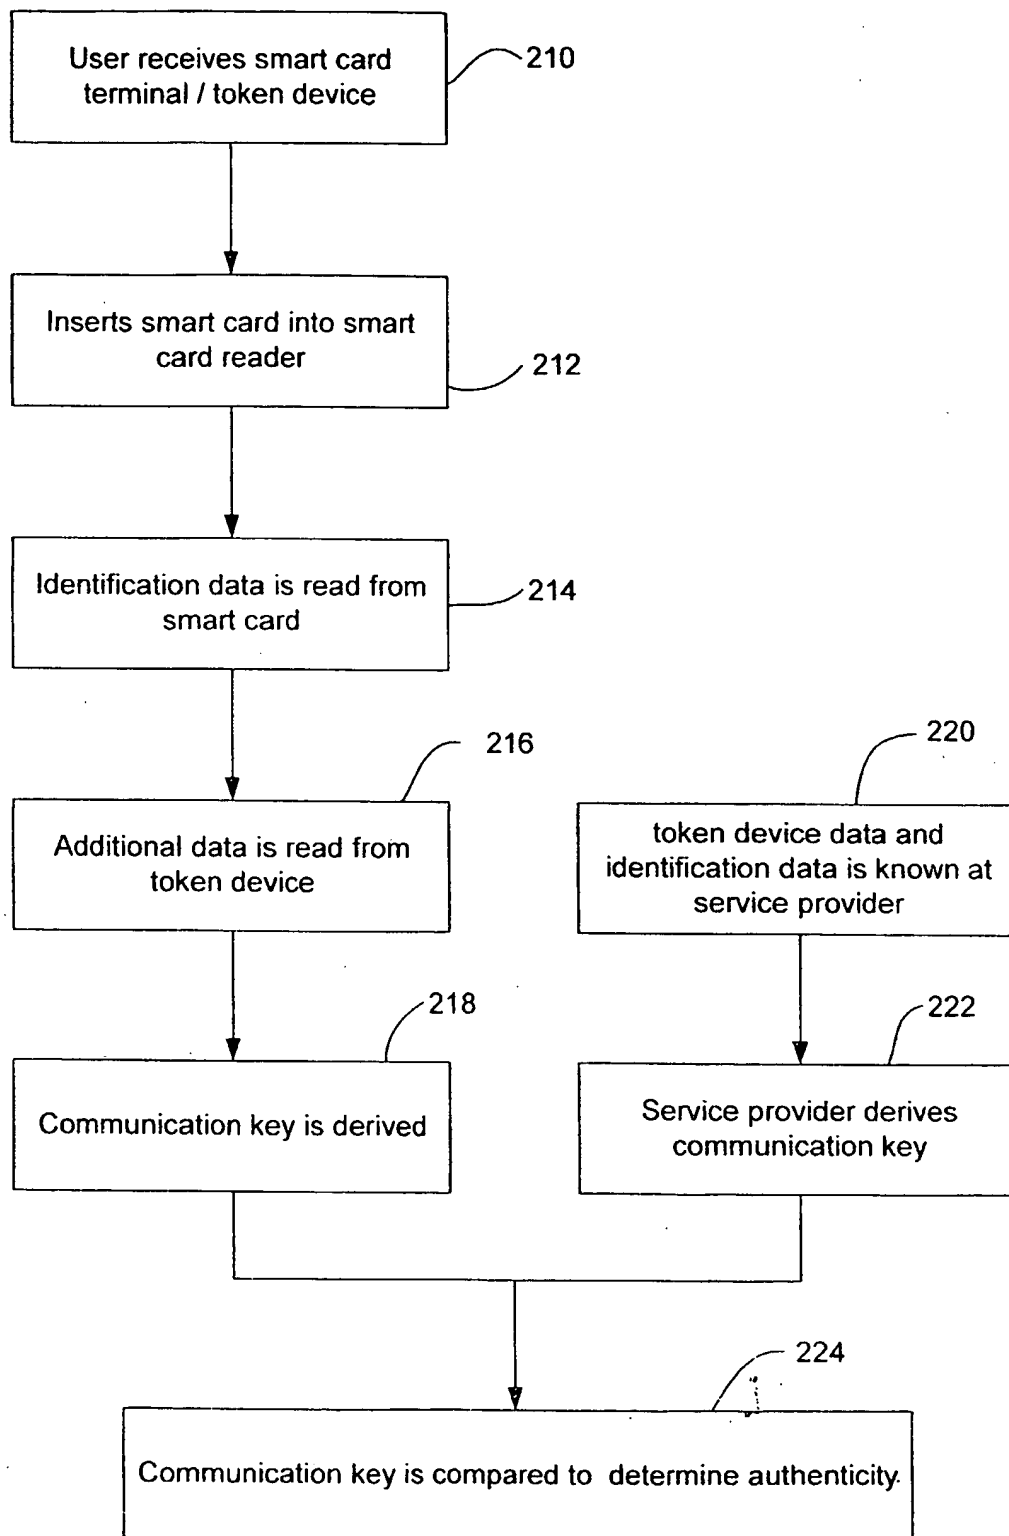 User receives smart card
terminal / token device
210
Inserts smart card into smart
card reader
212
Identification data is read from
smart card
214
216
220
Additional data is read from
token device
token device data and
identification data is known at
service provider
218
222
Communication key is derived
Service provider derives
communication key
224
Communication key is compared to determine authenticity.